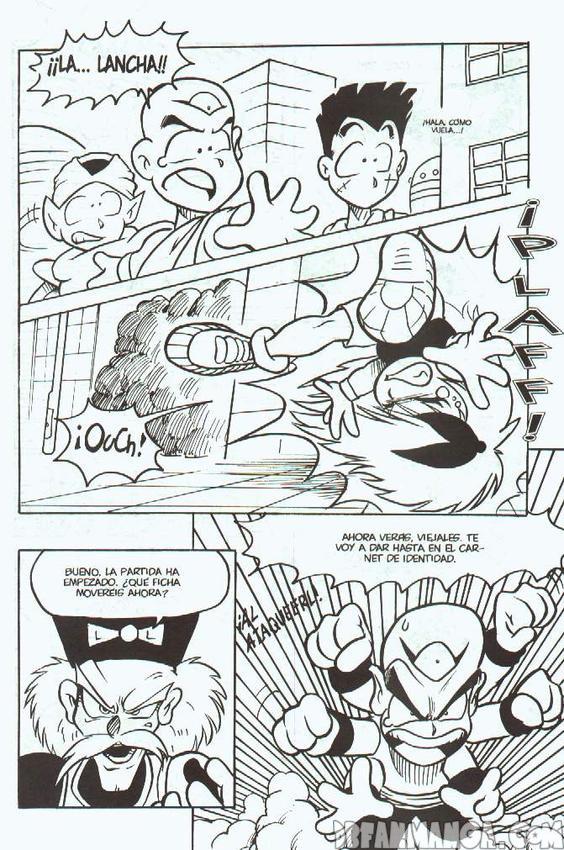 ¡¡LA... LANCHA!!
¡HALA, CÓMO
VUELA...!
¡PLAFF!
¡OuCh!
AHORA VERÁS, VIEJALES. TE
VOY A DAR HASTA EN EL CAR-
NET DE IDENTIDAD.
BUENO, LA PARTIDA HA
EMPEZADO. ¿QUÉ FICHA
MOVERÉIS AHORA?
L L
¡AL
DBFANMANGA.COM